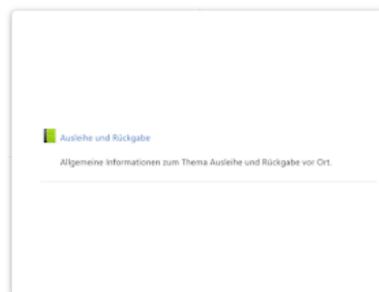 Ausleihe und Rückgabe
Allgemeine Informationen zum Thema Ausleihe und Rückgabe vor Ort.